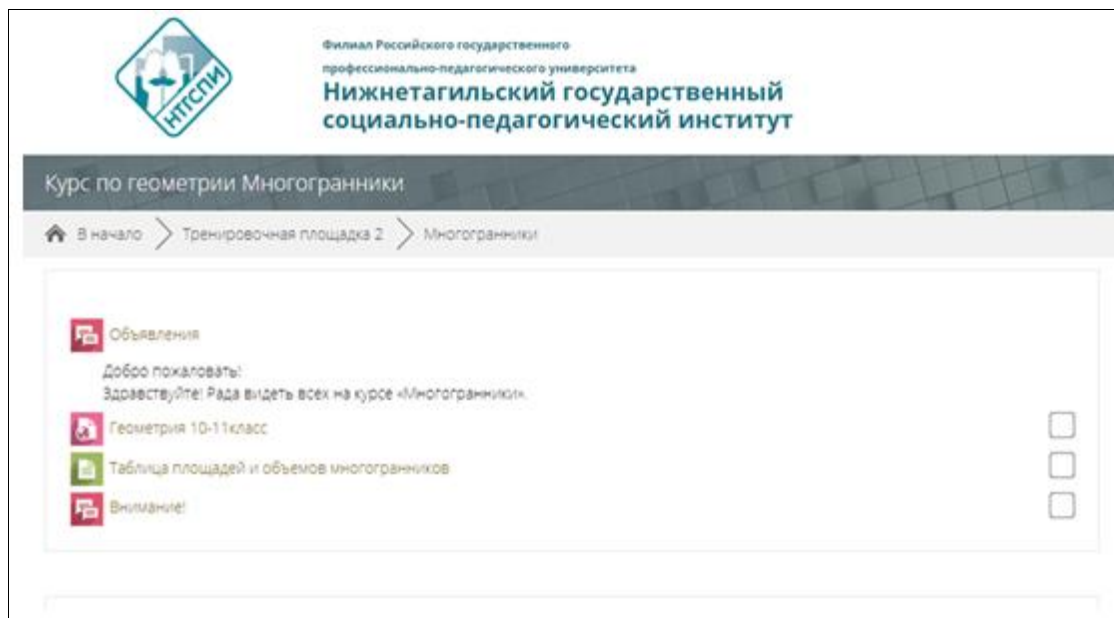 НТГСПИ
Филиал Российского государственного
профессионально-педагогического университета
Нижнетагильский государственный
социально-педагогический институт
Курс по геометрии Многогранники
В начало
Тренировочная площадка 2
Многогранники
Объявления
Добро пожаловать!
Здравствуйте! Рада видеть всех на курсе «Многогранники».
Геометрия 10-11класс
Таблица площадей и объемов многогранников
Внимание!